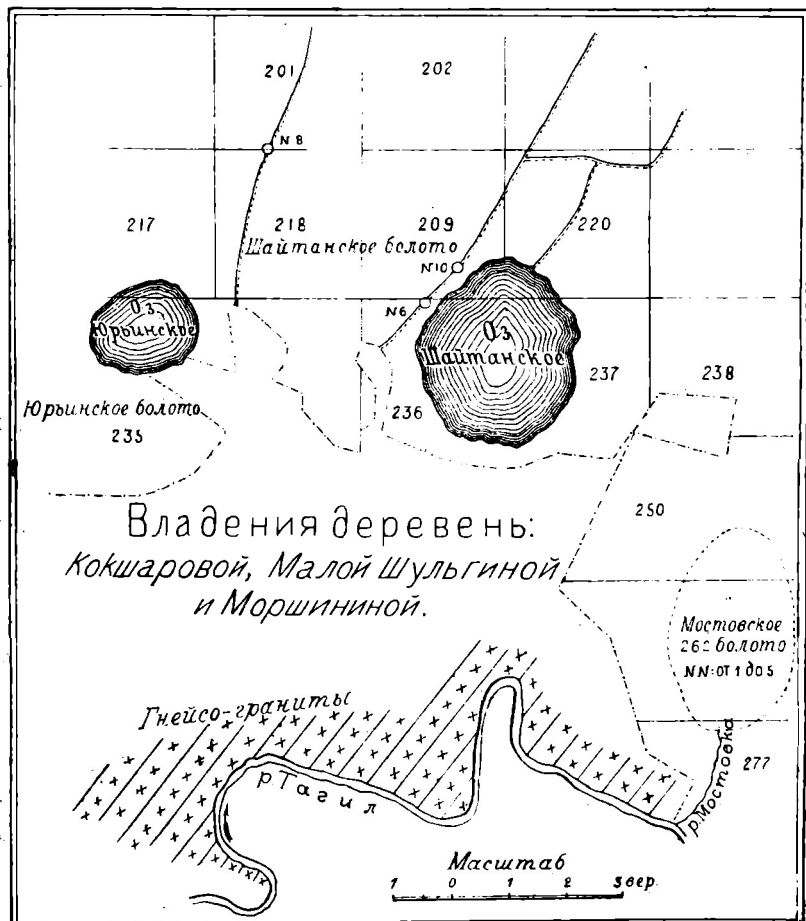 201
202
N 8
217
218
209
220
Шайтанское болото
N10
N6
Оз.
Юрьинское
Оз.
Шайтанское
237
238
236
Юрьинское болото
235
Владения деревень:
Кокшаровой, Малой Шульгиной
и Моршининой.
250
Мостовское
262 болото
NN: от 1 до 5
Гнейсо-граниты
р. Тагил
р. Мостовка
277
Масштаб
1 0 1 2 3 вер.